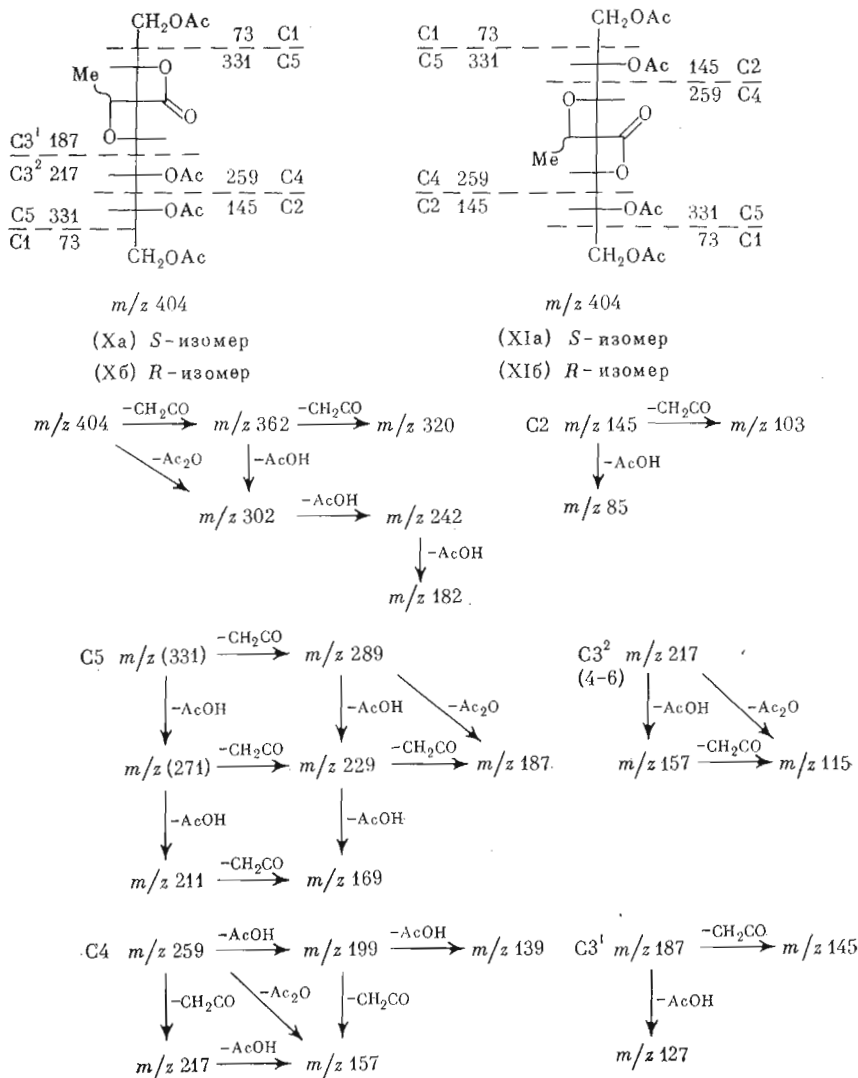 CH₂OAc
73 C1
331 C5
O
Me
O
O
C3¹ 187
C3² 217
OAc
259 C4
145 C2
OAc
C5 331
C1 73
CH₂OAc
m/z 404
(Xа) S-изомер
(Xб) R-изомер
CH₂OAc
C1 73
C5 331
OAc
145 C2
259 C4
O
O
Me
O
C4 259
C2 145
OAc
331 C5
73 C1
CH₂OAc
m/z 404
(XIа) S-изомер
(XIб) R-изомер
m/z 404 –CH₂CO m/z 362 –CH₂CO m/z 320
–Ac₂O –AcOH
m/z 302 –AcOH m/z 242
–AcOH
m/z 182
C2 m/z 145 –CH₂CO m/z 103
–AcOH
m/z 85
C5 m/z (331) –CH₂CO m/z 289
–AcOH –AcOH –Ac₂O
m/z (271) –CH₂CO m/z 229 –CH₂CO m/z 187
–AcOH –AcOH
m/z 211 –CH₂CO m/z 169
C3² m/z 217
(4-6)
–AcOH –Ac₂O
m/z 157 –CH₂CO m/z 115
C4 m/z 259 –AcOH m/z 199 –AcOH m/z 139
–CH₂CO –Ac₂O –CH₂CO
m/z 217 –AcOH m/z 157
C3¹ m/z 187 –CH₂CO m/z 145
–AcOH
m/z 127